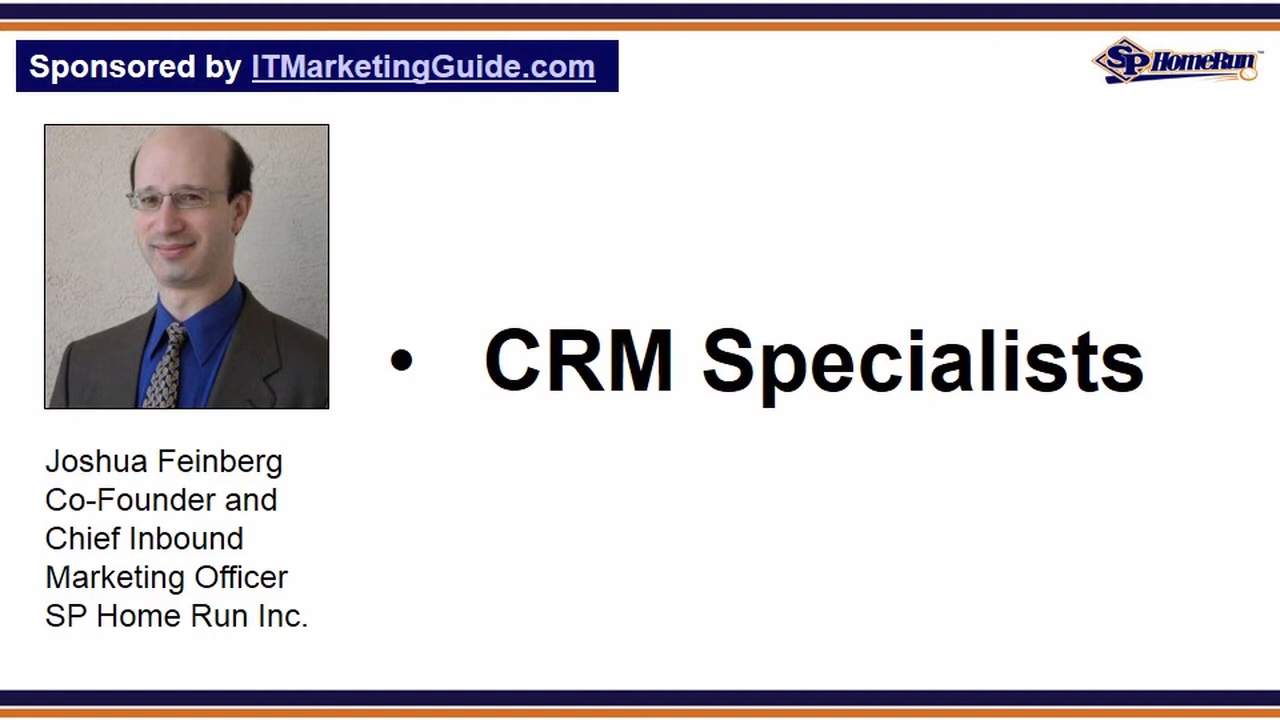 Sponsored by ITMarketingGuide.com
SP HomeRun™
• CRM Specialists
Joshua Feinberg
Co-Founder and
Chief Inbound
Marketing Officer
SP Home Run Inc.